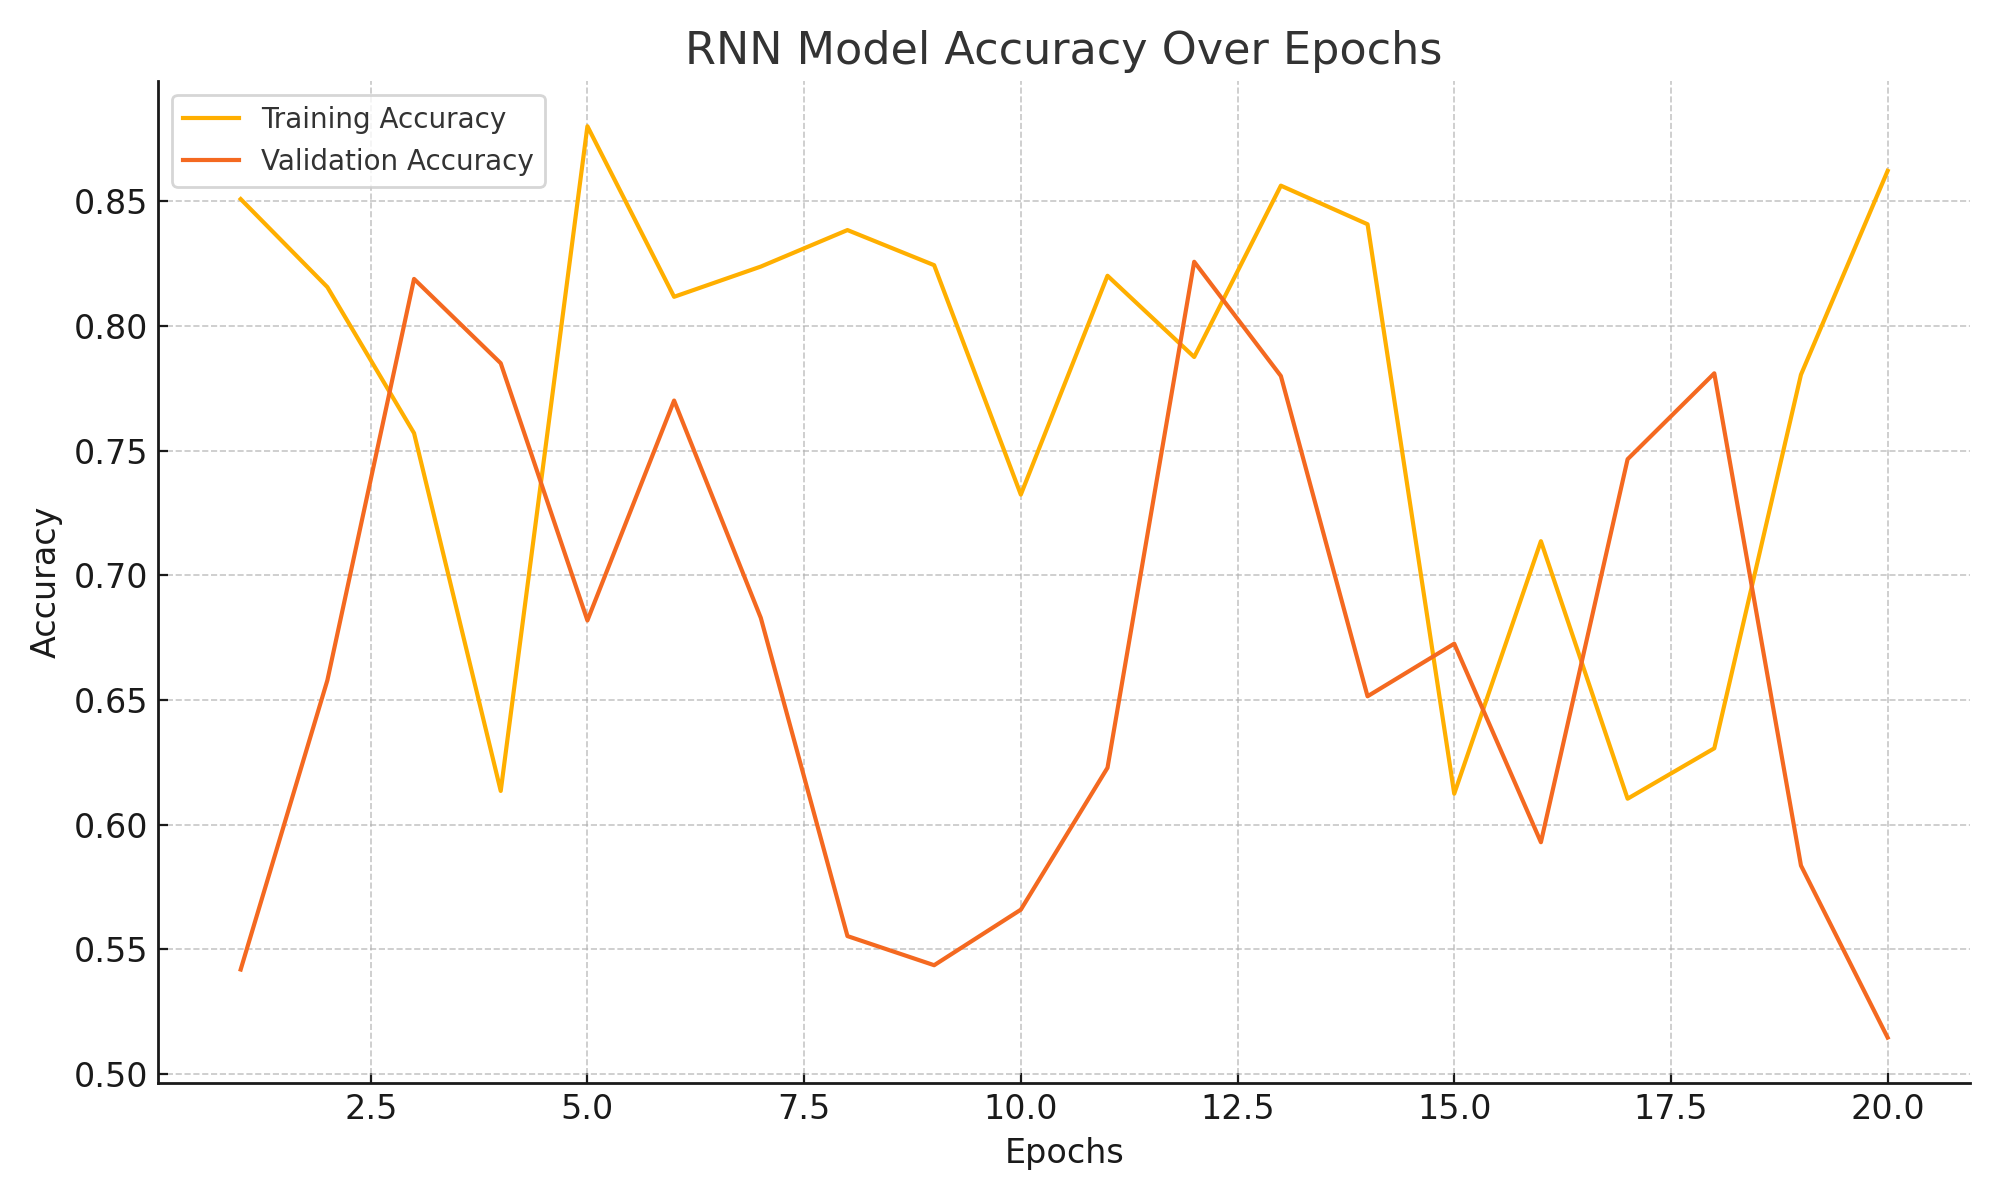 RNN Model Accuracy Over Epochs
Training Accuracy
Validation Accuracy
0.85
0.80
0.75
0.70
0.65
0.60
0.55
0.50
Accuracy
2.5 5.0 7.5 10.0 12.5 15.0 17.5 20.0
Epochs